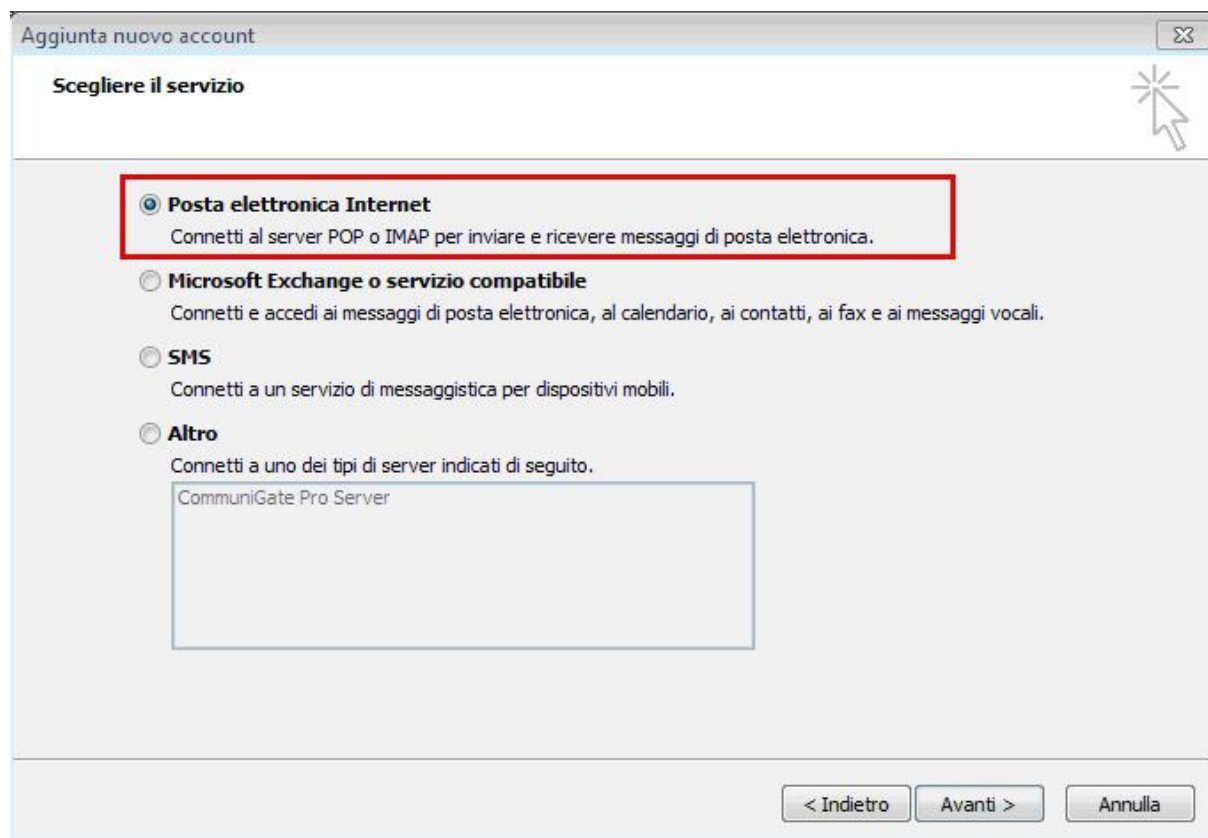 Aggiunta nuovo account
Scegliere il servizio
Posta elettronica Internet
Connetti al server POP o IMAP per inviare e ricevere messaggi di posta elettronica.
Microsoft Exchange o servizio compatibile
Connetti e accedi ai messaggi di posta elettronica, al calendario, ai contatti, ai fax e ai messaggi vocali.
SMS
Connetti a un servizio di messaggistica per dispositivi mobili.
Altro
Connetti a uno dei tipi di server indicati di seguito.
CommuniGate Pro Server
< Indietro Avanti > Annulla